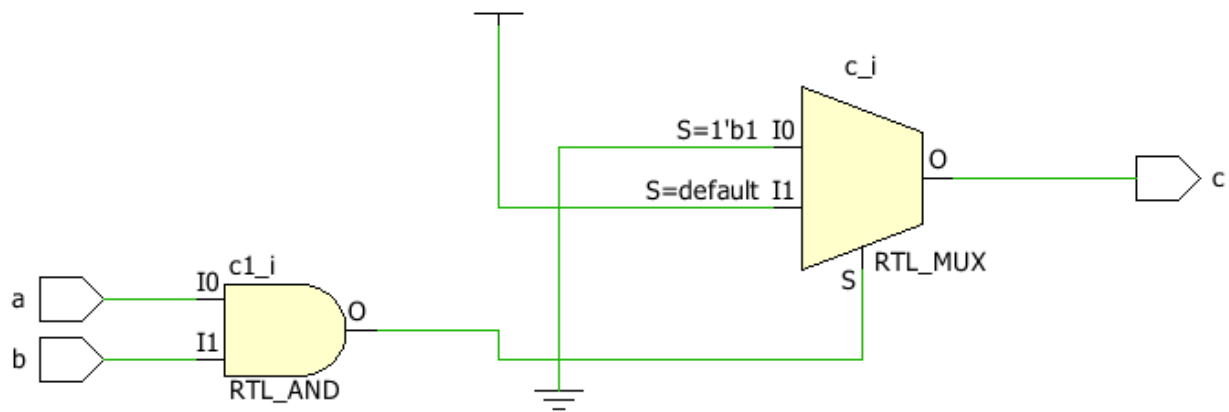 c_i
S=1'b1 I0
O
c
S=default I1
RTL_MUX
S
c1_i
a
I0
O
b
I1
RTL_AND